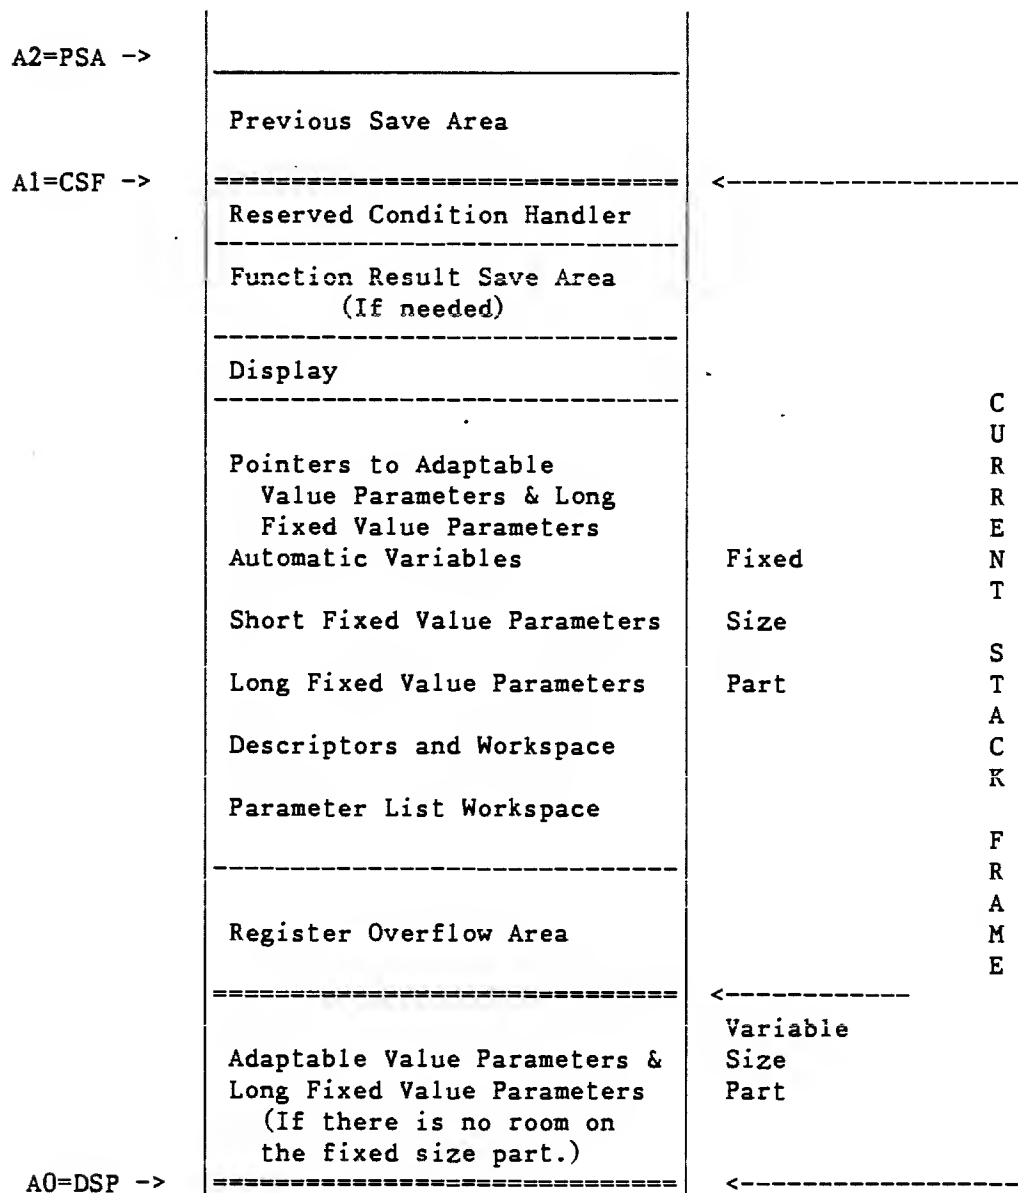 A2=PSA ->
Previous Save Area
A1=CSF ->
Reserved Condition Handler
Function Result Save Area
(If needed)
Display
Pointers to Adaptable
Value Parameters & Long
Fixed Value Parameters
Automatic Variables
Short Fixed Value Parameters
Long Fixed Value Parameters
Descriptors and Workspace
Parameter List Workspace
Register Overflow Area
Adaptable Value Parameters &
Long Fixed Value Parameters
(If there is no room on
the fixed size part.)
A0=DSP ->
Fixed
Size
Part
Variable
Size
Part
CURRENT STACK FRAME